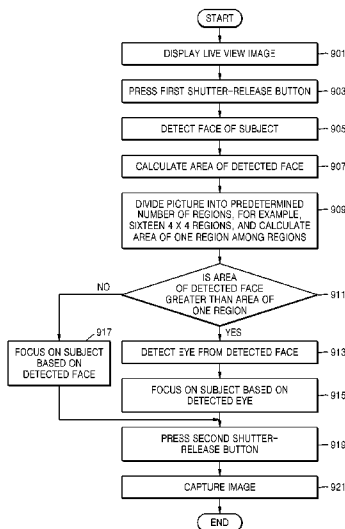 START
DISPLAY LIVE VIEW IMAGE
901
PRESS FIRST SHUTTER-RELEASE BUTTON
903
DETECT FACE OF SUBJECT
905
CALCULATE AREA OF DETECTED FACE
907
DIVIDE PICTURE INTO PREDETERMINED
NUMBER OF REGIONS, FOR EXAMPLE,
SIXTEEN 4 X 4 REGIONS, AND CALCULATE
AREA OF ONE REGION AMONG REGIONS
909
IS AREA
OF DETECTED FACE
GREATER THAN AREA OF
ONE REGION
911
NO
YES
917
FOCUS ON SUBJECT
BASED ON
DETECTED FACE
DETECT EYE FROM DETECTED FACE
913
FOCUS ON SUBJECT BASED ON
DETECTED EYE
915
PRESS SECOND SHUTTER-
RELEASE BUTTON
919
CAPTURE IMAGE
921
END